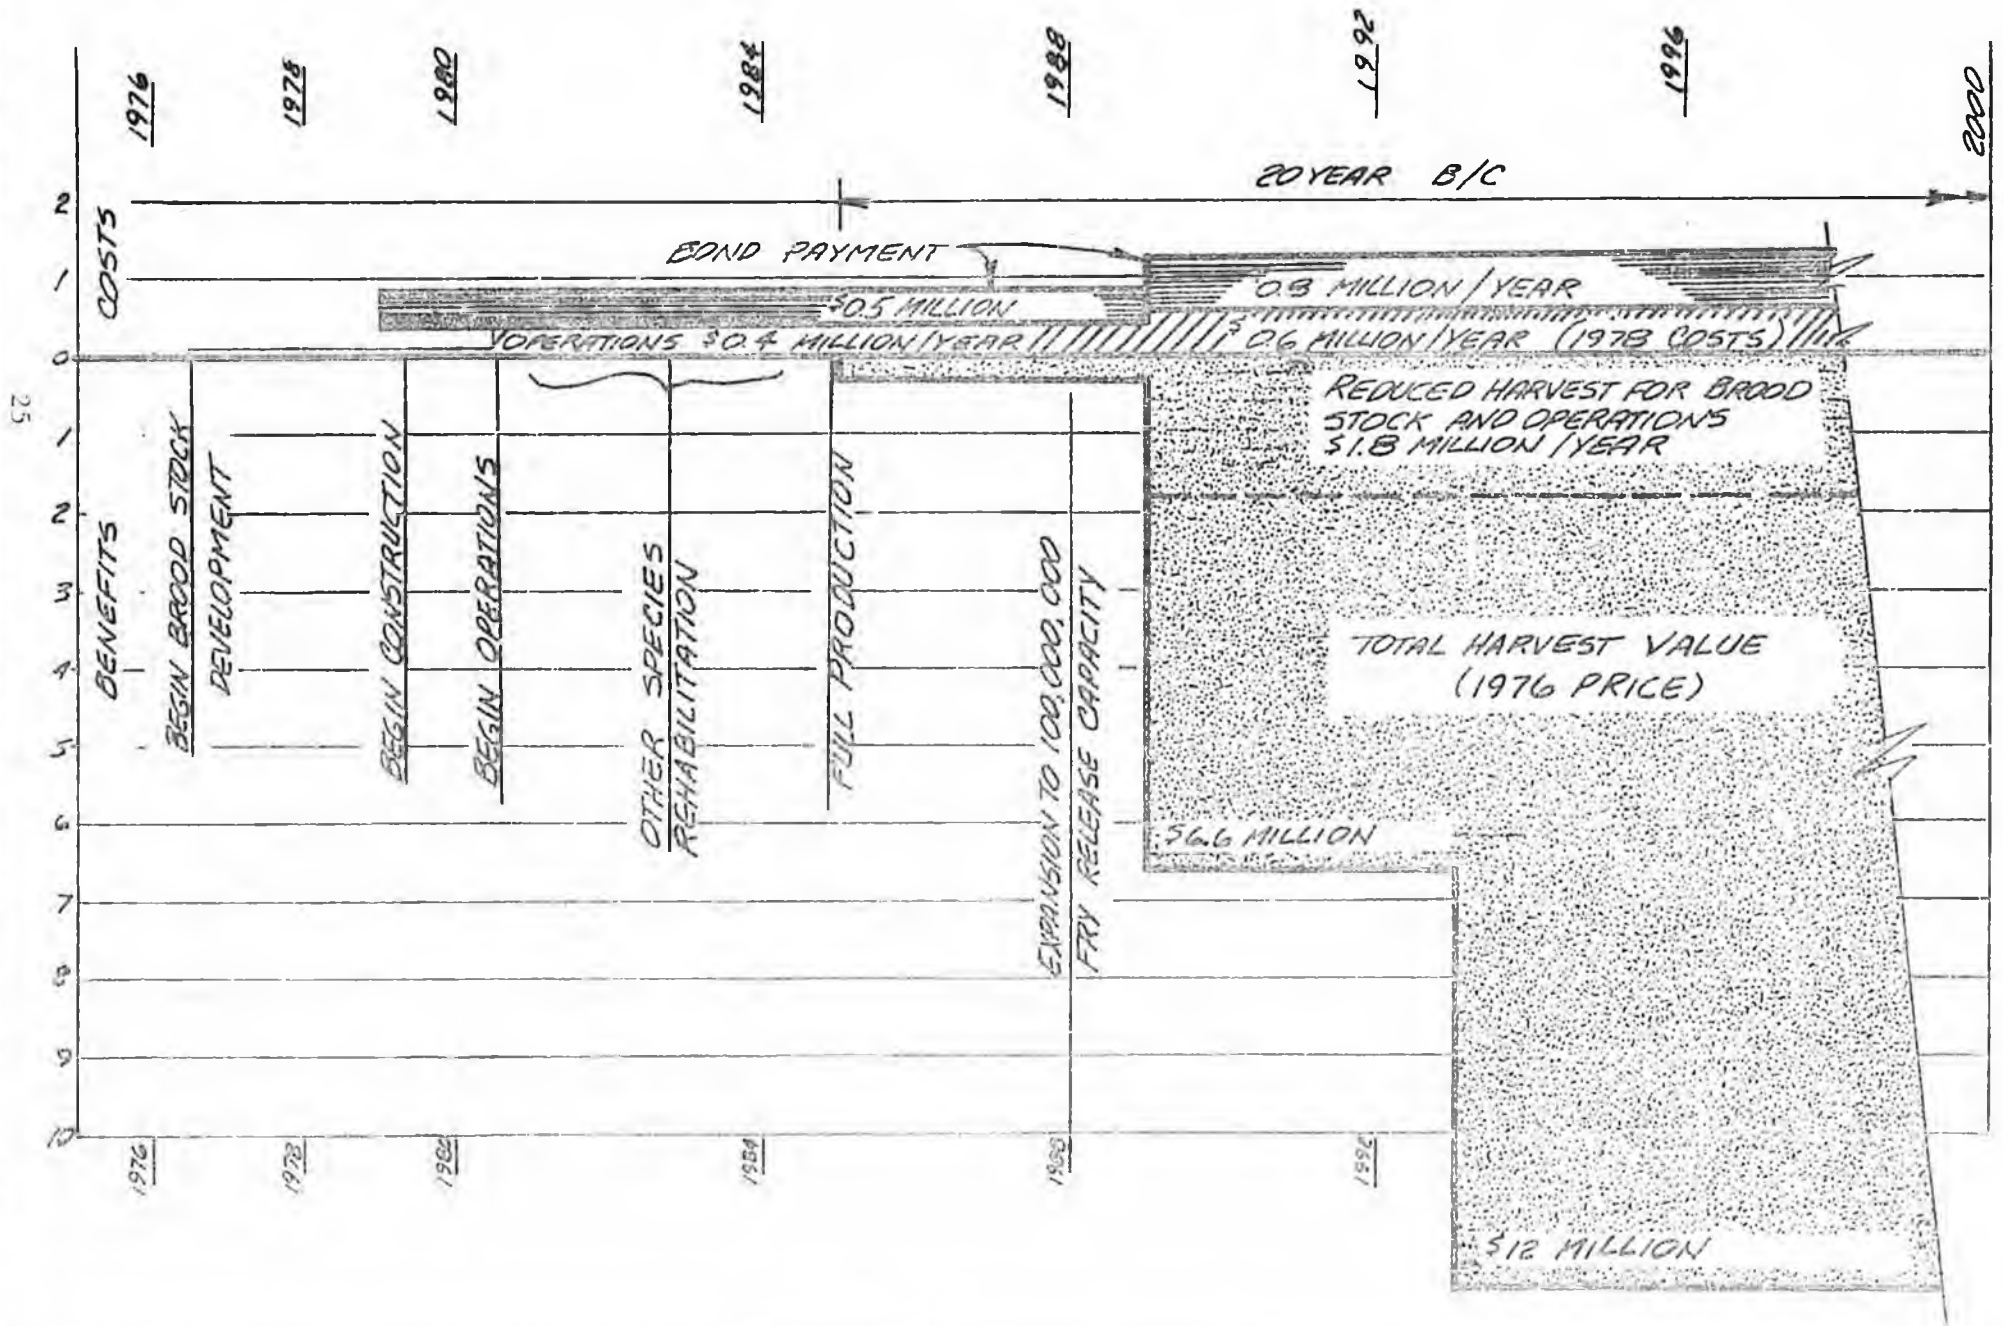 1976
1978
1980
1984
1988
1992
1996
2000
20 YEAR B/C
2
1
0
COSTS
BOND PAYMENT
$0.5 MILLION
0.8 MILLION / YEAR
OPERATIONS $0.4 MILLION/YEAR
$0.6 MILLION/YEAR (1978 COSTS)
25
1
2
3
4
5
6
7
8
9
10
BENEFITS
BEGIN BROOD STOCK
DEVELOPMENT
BEGIN CONSTRUCTION
BEGIN OPERATIONS
OTHER SPECIES
REHABILITATION
FULL PRODUCTION
EXPANSION TO 100,000,000
FRY RELEASE CAPACITY
REDUCED HARVEST FOR BROOD
STOCK AND OPERATIONS
$1.8 MILLION /YEAR
TOTAL HARVEST VALUE
(1976 PRICE)
$6.6 MILLION
$12 MILLION
1976
1978
1980
1984
1988
1992